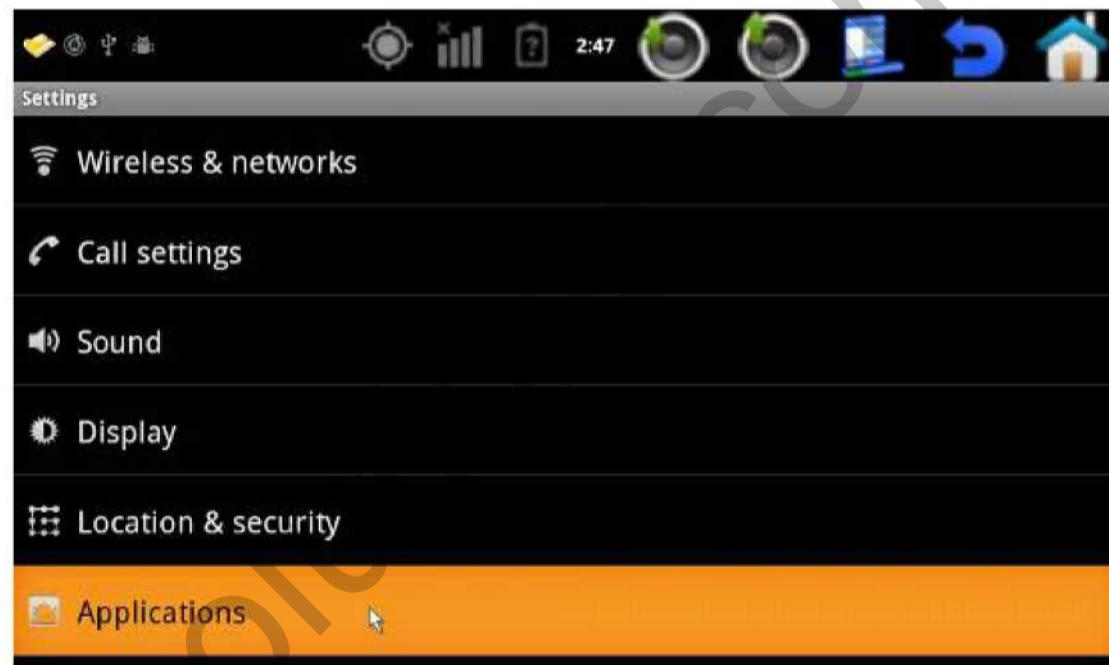 2:47
Settings
Wireless & networks
Call settings
Sound
Display
Location & security
Applications